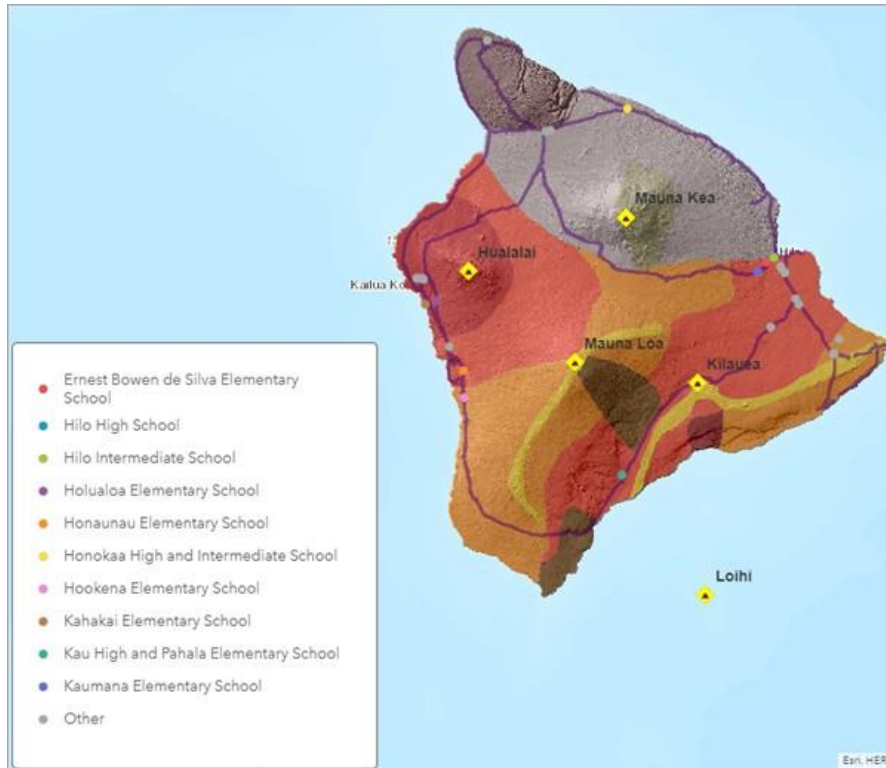 Mauna Kea
Hualalai
Kailua
Mauna Loa
Kilauea
Loihi
Ernest Bowen de Silva Elementary
School
Hilo High School
Hilo Intermediate School
Holualoa Elementary School
Honaunau Elementary School
Honokaa High and Intermediate School
Hookena Elementary School
Kahakai Elementary School
Kau High and Pahala Elementary School
Kaumana Elementary School
Other
Esri, HER